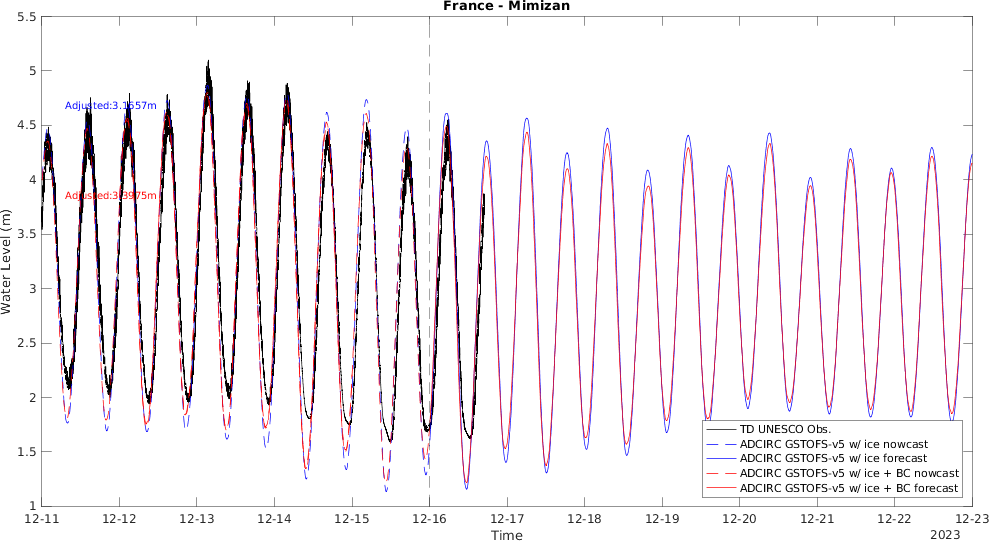 France - Mimizan
5.5
5
4.5
4
3.5
3
2.5
2
1.5
1
Water Level (m)
Adjusted:3.1557m
Adjusted:3.3975m
TD UNESCO Obs.
ADCIRC GSTOFS-v5 w/ ice nowcast
ADCIRC GSTOFS-v5 w/ ice forecast
ADCIRC GSTOFS-v5 w/ ice + BC nowcast
ADCIRC GSTOFS-v5 w/ ice + BC forecast
12-11 12-12 12-13 12-14 12-15 12-16 12-17 12-18 12-19 12-20 12-21 12-22 12-23
Time
2023